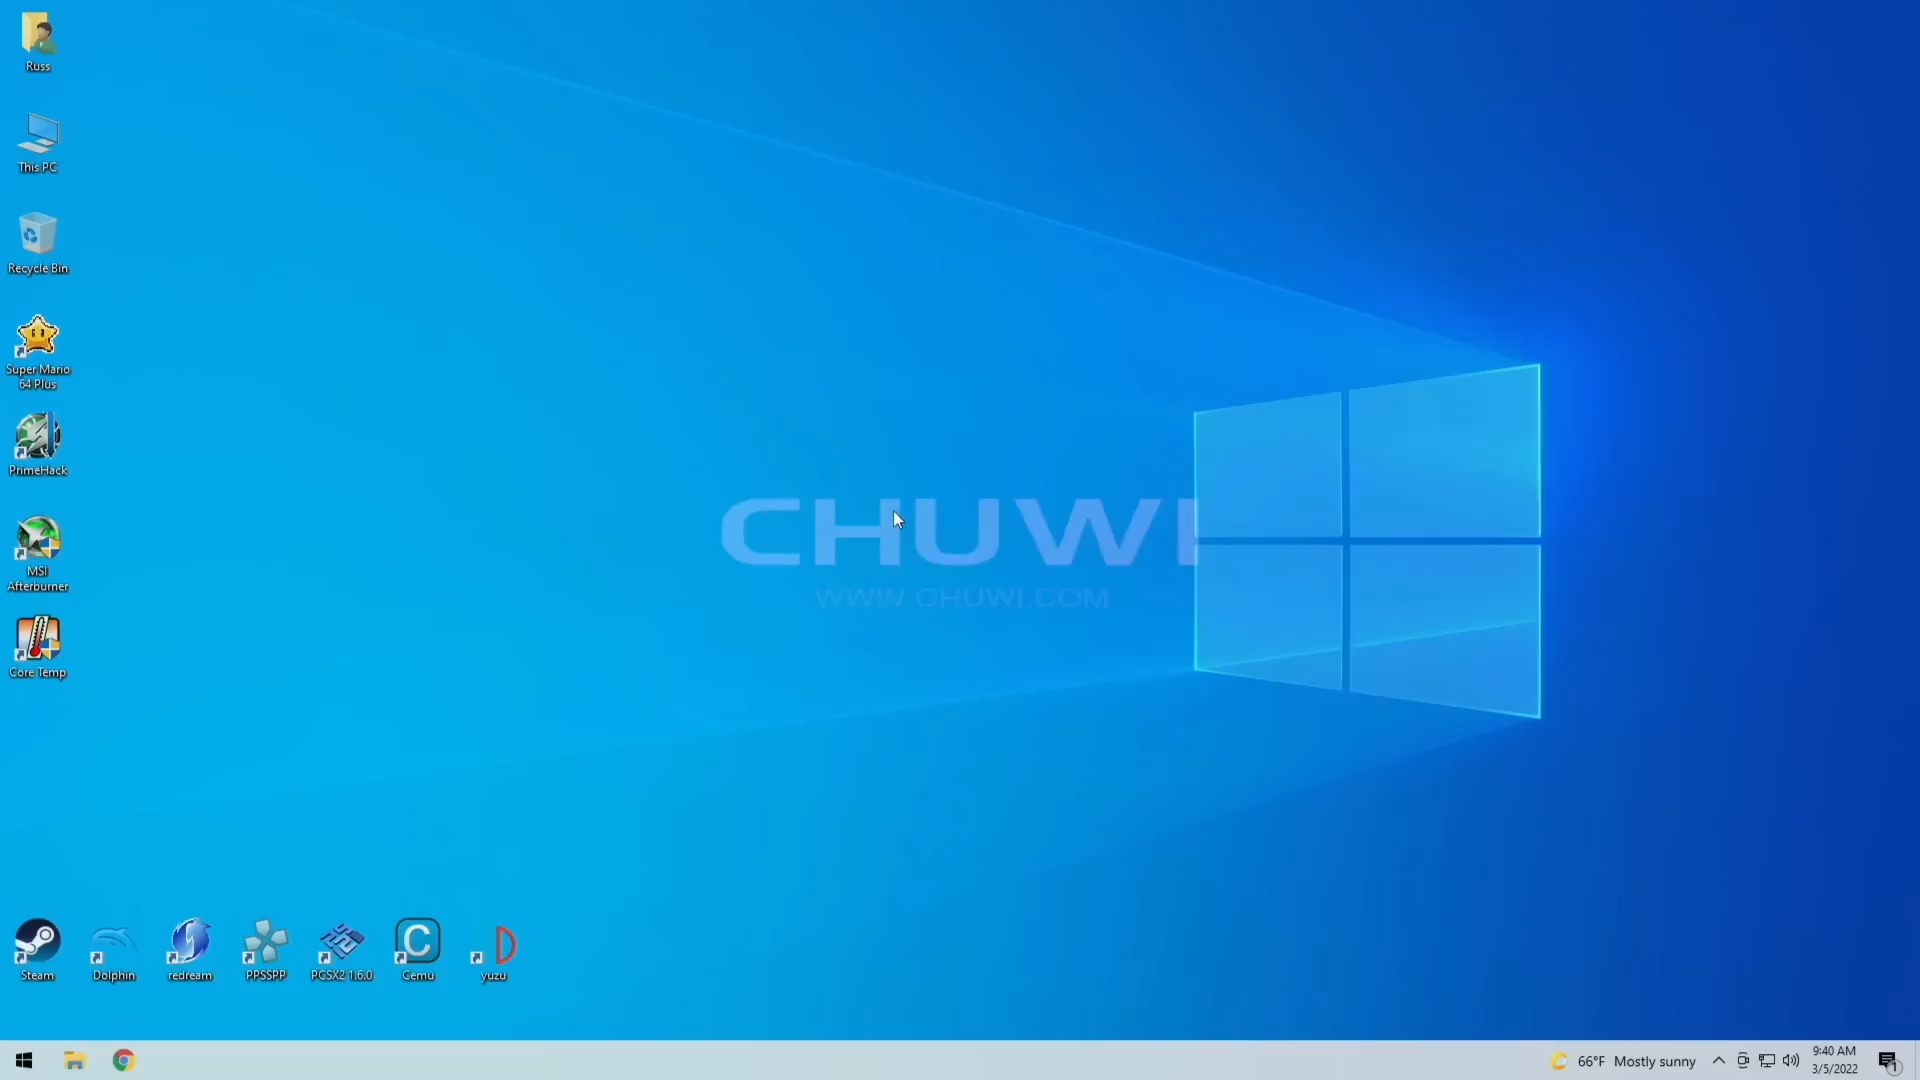 Russ
This PC
Recycle Bin
Super Mario
64 Plus
PrimeHack
MSI
Afterburner
Core Temp
CHUWI
WWW.CHUWI.COM
Steam
Dolphin
redream
PPSSPP
PCSX2 1.6.0
Cemu
yuzu
66°F Mostly sunny
9:40 AM
3/5/2022
1